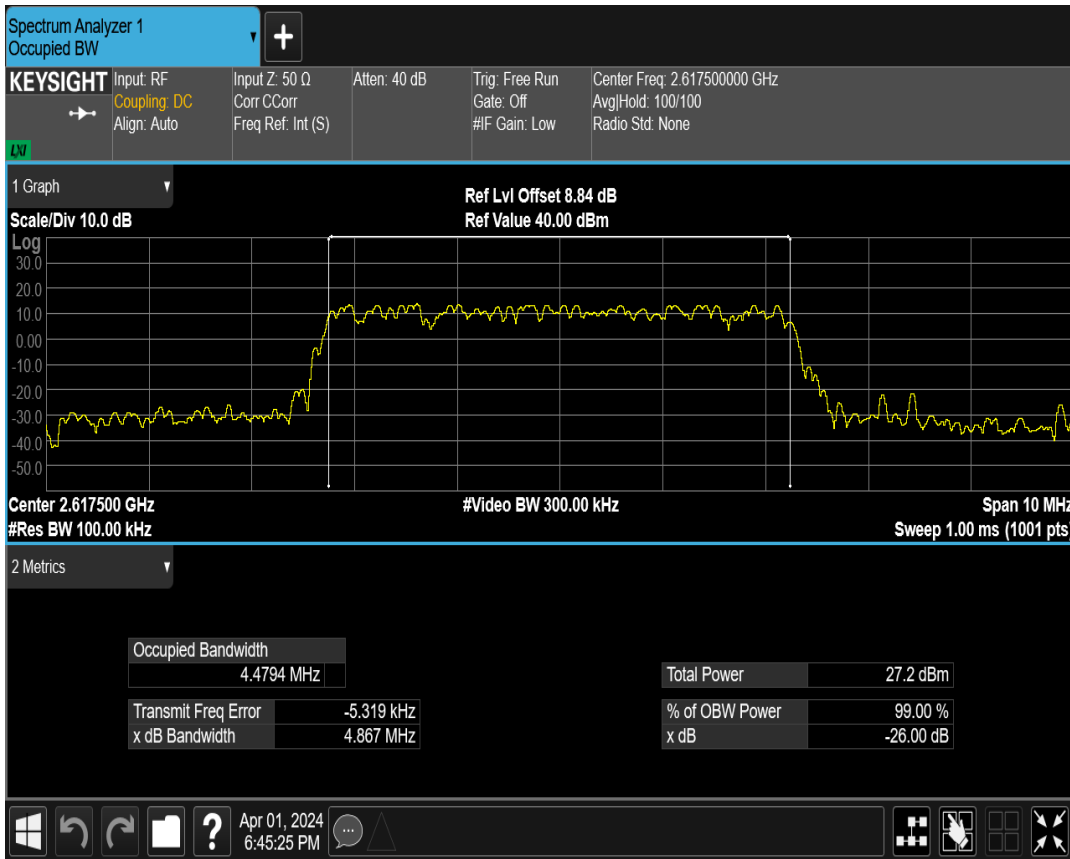 Spectrum Analyzer 1
Occupied BW
KEYSIGHT
LXI
Input: RF
Coupling: DC
Align: Auto
Input Z: 50 Ω
Corr CCorr
Freq Ref: Int (S)
Atten: 40 dB
Trig: Free Run
Gate: Off
#IF Gain: Low
Center Freq: 2.617500000 GHz
Avg|Hold: 100/100
Radio Std: None
1 Graph
Scale/Div 10.0 dB
Ref Lvl Offset 8.84 dB
Ref Value 40.00 dBm
Log
30.0
20.0
10.0
0.00
-10.0
-20.0
-30.0
-40.0
-50.0
Center 2.617500 GHz
#Res BW 100.00 kHz
#Video BW 300.00 kHz
Span 10 MHz
Sweep 1.00 ms (1001 pts)
2 Metrics
Occupied Bandwidth
4.4794 MHz
Transmit Freq Error -5.319 kHz
x dB Bandwidth 4.867 MHz
Total Power 27.2 dBm
% of OBW Power 99.00 %
x dB -26.00 dB
Apr 01, 2024
6:45:25 PM